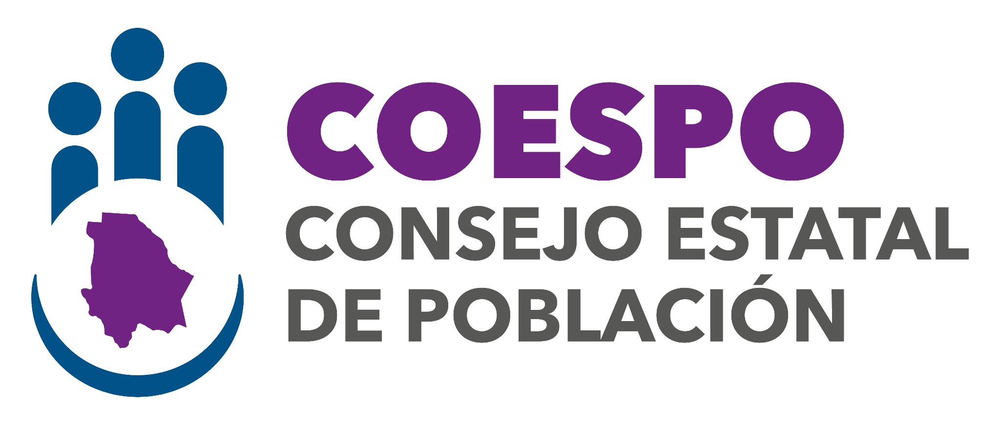 COESPO
CONSEJO ESTATAL
DE POBLACIÓN